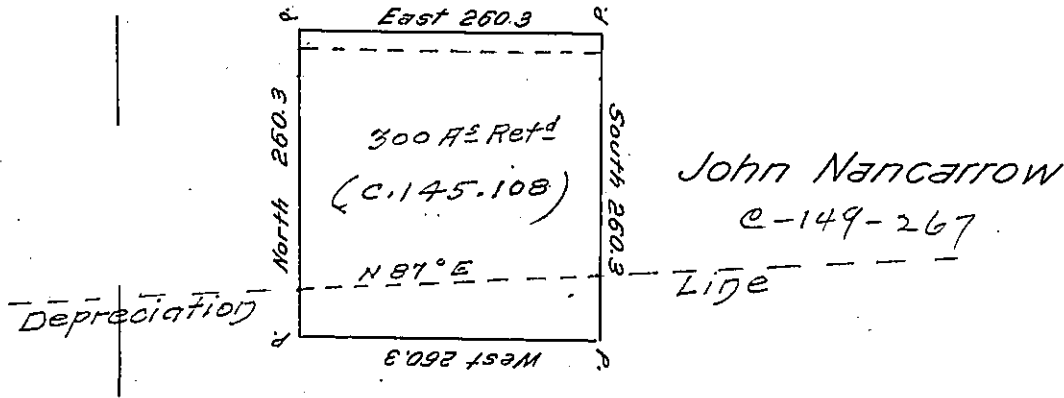 P. East 260.3 P.
North 260.3
300 A.s Ret.d
(C.145.108)
South 260.3
John Nancarrow
C-149-267
N 87° E
Depreciation Line
P. West 260.3 P.